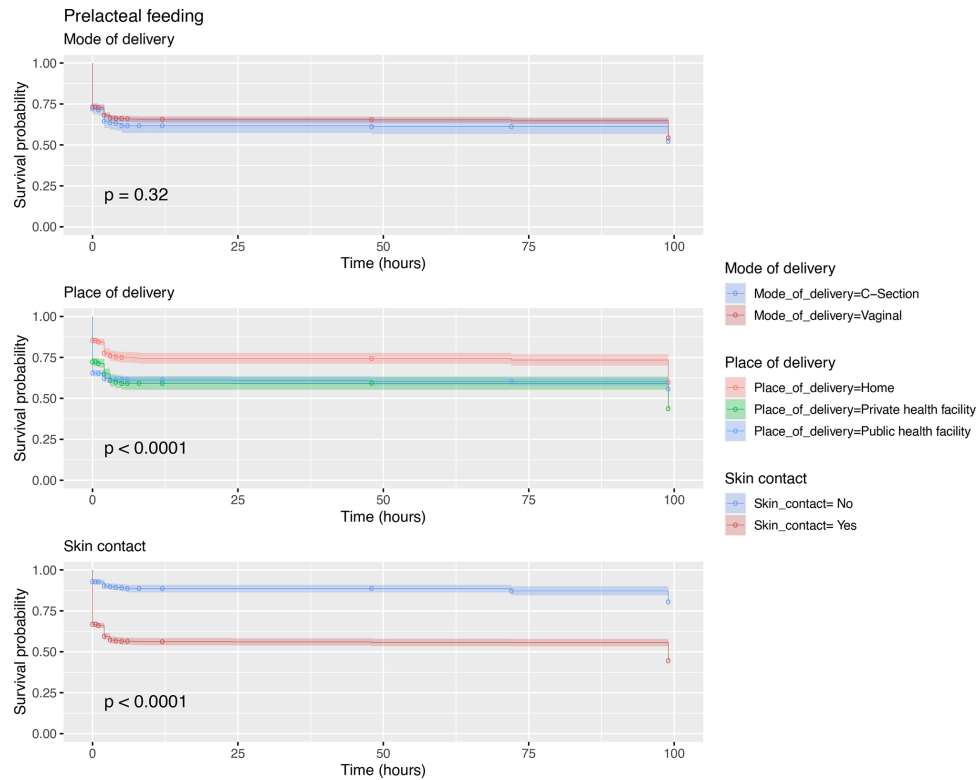 Prelacteal feeding
Mode of delivery
Survival probability
1.00
0.75
0.50
0.25
0.00
p = 0.32
0 25 50 75 100
Time (hours)
Place of delivery
Survival probability
1.00
0.75
0.50
0.25
0.00
p < 0.0001
0 25 50 75 100
Time (hours)
Skin contact
Survival probability
1.00
0.75
0.50
0.25
0.00
p < 0.0001
0 25 50 75 100
Time (hours)
Mode of delivery
Mode_of_delivery=C−Section
Mode_of_delivery=Vaginal
Place of delivery
Place_of_delivery=Home
Place_of_delivery=Private health facility
Place_of_delivery=Public health facility
Skin contact
Skin_contact= No
Skin_contact= Yes